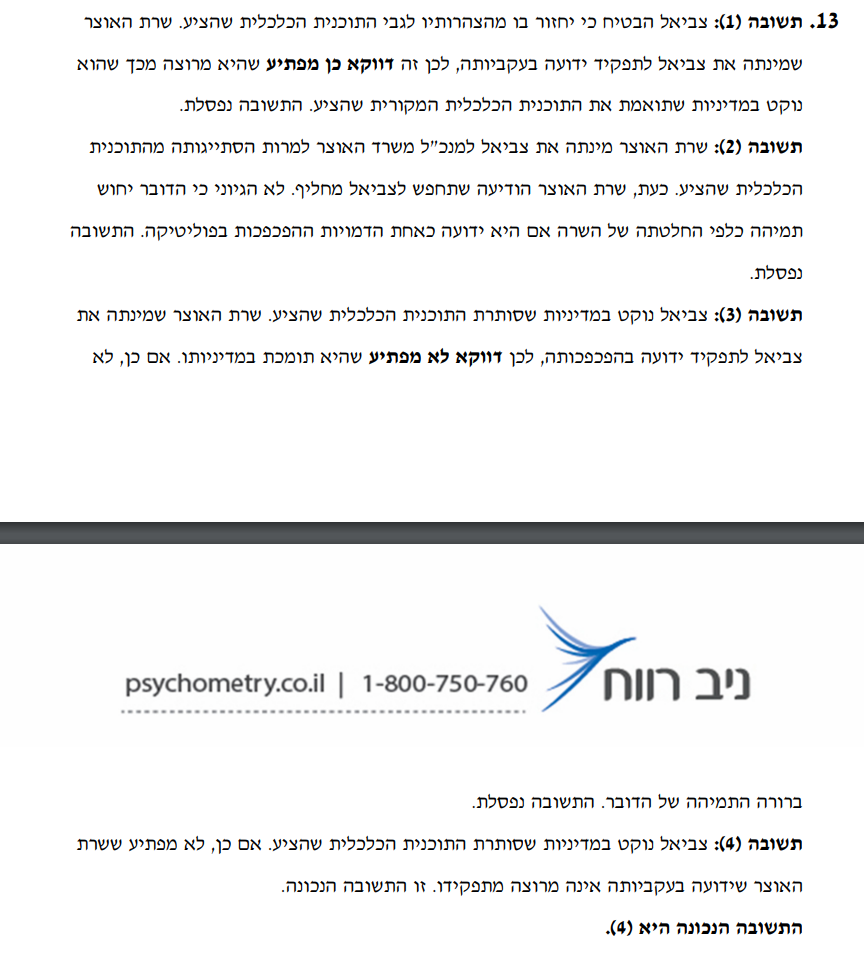 13. תשובה (1): צביאל הבטיח כי יחזור בו מהצהרותיו לגבי התוכנית הכלכלית שהציע. שרת האוצר
שמינתה את צביאל לתפקיד ידועה בעקביותה, לכן זה דווקא כן מפתיע שהיא מרוצה מכך שהוא
נוקט במדיניות שתואמת את התוכנית הכלכלית המקורית שהציע. התשובה נפסלת.
תשובה (2): שרת האוצר מינתה את צביאל למנכ"ל משרד האוצר למרות הסתייגותה מהתוכנית
הכלכלית שהציע. כעת, שרת האוצר הודיעה שתחפש לצביאל מחליף. לא הגיוני כי הדובר יחוש
תמיהה כלפי החלטתה של השרה אם היא ידועה כאחת הדמויות ההפכפכות בפוליטיקה. התשובה
נפסלת.
תשובה (3): צביאל נוקט במדיניות שסותרת התוכנית הכלכלית שהציע. שרת האוצר שמינתה את
צביאל לתפקיד ידועה בהפכפכותה, לכן דווקא לא מפתיע שהיא תומכת במדיניותו. אם כן, לא
ניב רווח
psychometry.co.il | 1-800-750-760
ברורה התמיהה של הדובר. התשובה נפסלת.
תשובה (4): צביאל נוקט במדיניות שסותרת התוכנית הכלכלית שהציע. אם כן, לא מפתיע ששרת
האוצר שידועה בעקביותה אינה מרוצה מתפקידו. זו התשובה הנכונה.
התשובה הנכונה היא (4).